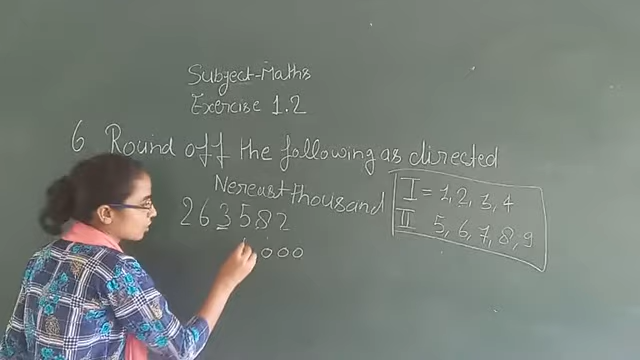 Subject-Maths
Exercise 1.2
6 Round off the following as directed
Nereast thousand
263582
000
I = 1, 2, 3, 4
II 5, 6, 7, 8, 9